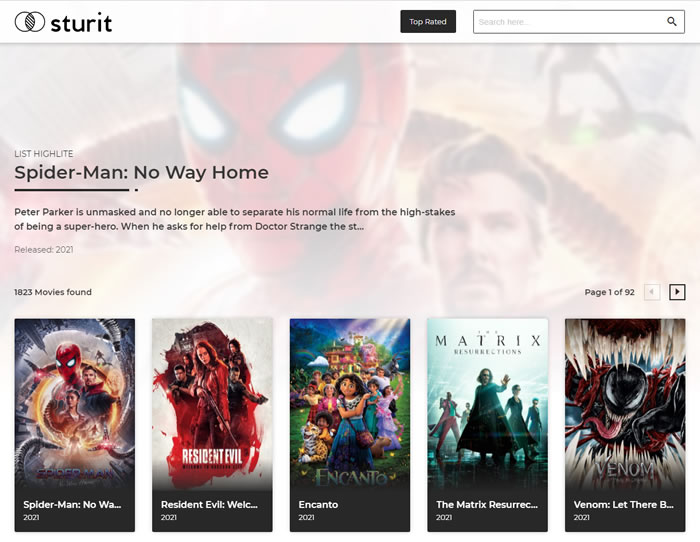 sturit
Top Rated
Search here...
LIST HIGHLITE
Spider-Man: No Way Home
Peter Parker is unmasked and no longer able to separate his normal life from the high-stakes
of being a super-hero. When he asks for help from Doctor Strange the st...
Released: 2021
1823 Movies found
Page 1 of 92
SPIDER-MAN
RESIDENT EVIL
WELCOME TO RACCOON CITY
ENCANTO
THE
MATRIX
RESURRECTIONS
VENOM
Spider-Man: No Wa...
2021
Resident Evil: Welc...
2021
Encanto
2021
The Matrix Resurrec...
2021
Venom: Let There B...
2021